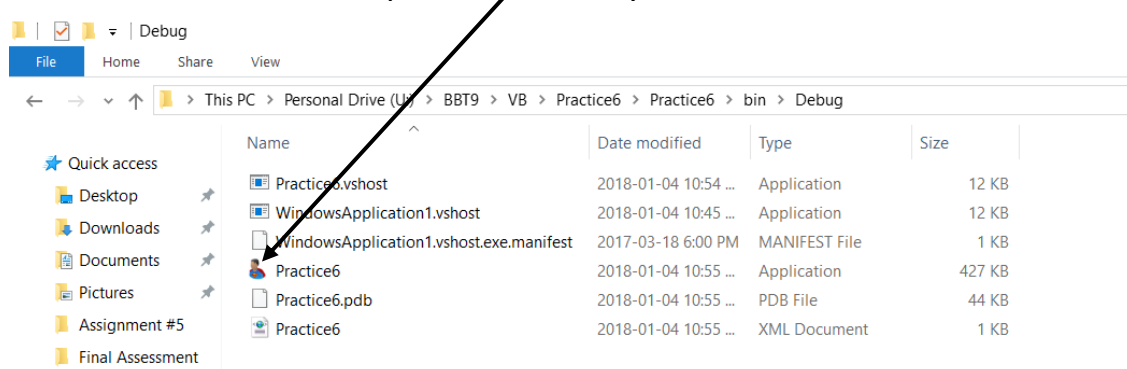 Debug
File Home Share View
This PC > Personal Drive (U:) > BBT9 > VB > Practice6 > Practice6 > bin > Debug
Name Date modified Type Size
Quick access
Desktop
Downloads
Documents
Pictures
Assignment #5
Final Assessment
Practice6.vshost 2018-01-04 10:54 ... Application 12 KB
WindowsApplication1.vshost 2018-01-04 10:45 ... Application 12 KB
WindowsApplication1.vshost.exe.manifest 2017-03-18 6:00 PM MANIFEST File 1 KB
Practice6 2018-01-04 10:55 ... Application 427 KB
Practice6.pdb 2018-01-04 10:55 ... PDB File 44 KB
Practice6 2018-01-04 10:55 ... XML Document 1 KB